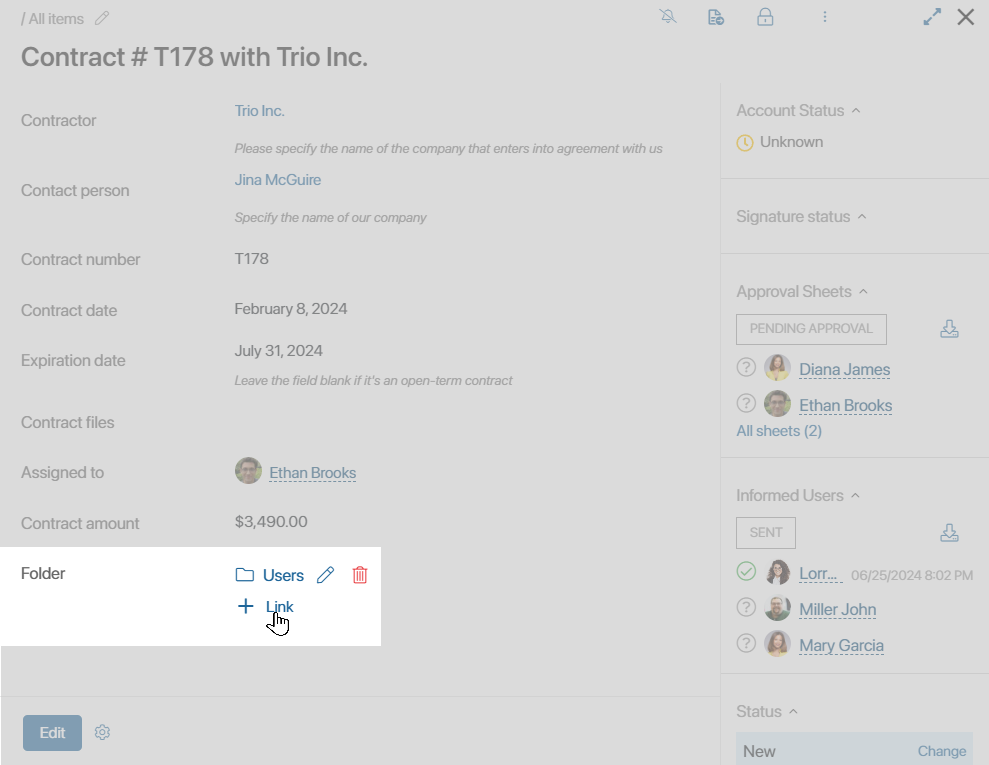 / All items
Contract # T178 with Trio Inc.
Contractor
Trio Inc.
Please specify the name of the company that enters into agreement with us
Contact person
Jina McGuire
Specify the name of our company
Contract number
T178
Contract date
February 8, 2024
Expiration date
July 31, 2024
Leave the field blank if it's an open-term contract
Contract files
Assigned to
Ethan Brooks
Contract amount
$3,490.00
Folder
Users
Link
Edit
Account Status
Unknown
Signature status
Approval Sheets
PENDING APPROVAL
Diana James
Ethan Brooks
All sheets (2)
Informed Users
SENT
Lorr... 06/25/2024 8:02 PM
Miller John
Mary Garcia
Status
New Change